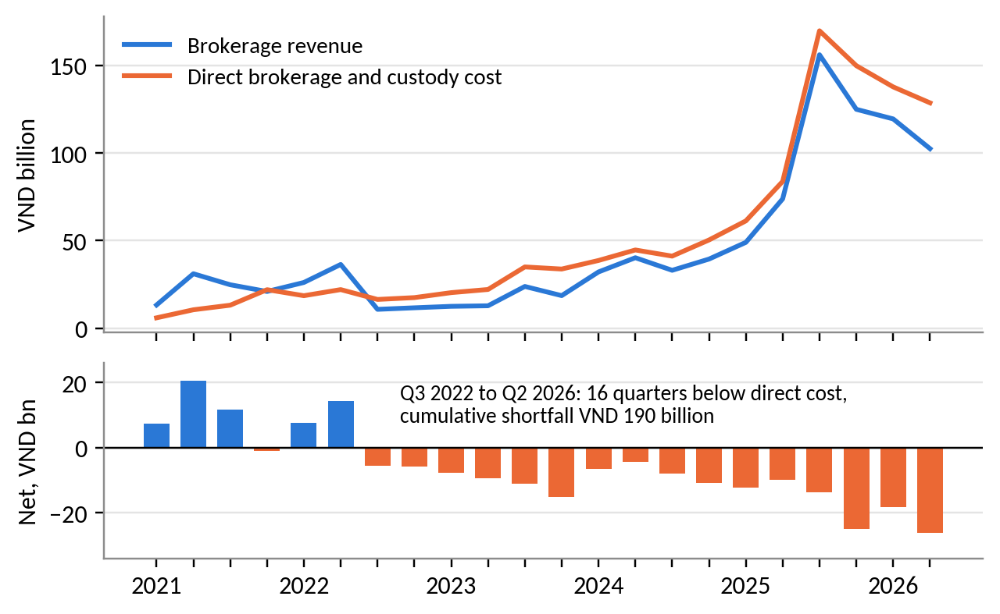 Brokerage revenue
Direct brokerage and custody cost
VND billion
150
100
50
0
Q3 2022 to Q2 2026: 16 quarters below direct cost,
cumulative shortfall VND 190 billion
Net, VND bn
20
0
−20
2021 2022 2023 2024 2025 2026